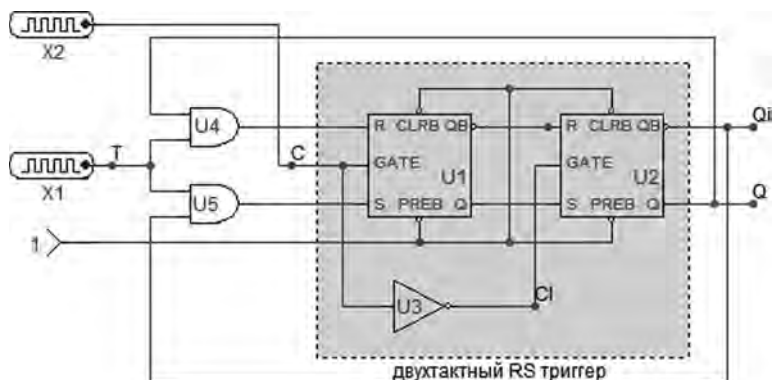 X2
U4
R CLRB QB
R CLRB QB
Qi
T
C
GATE
GATE
X1
U1
U2
U5
S PREB Q
S PREB Q
Q
1
U3
CI
двухтактный RS триггер